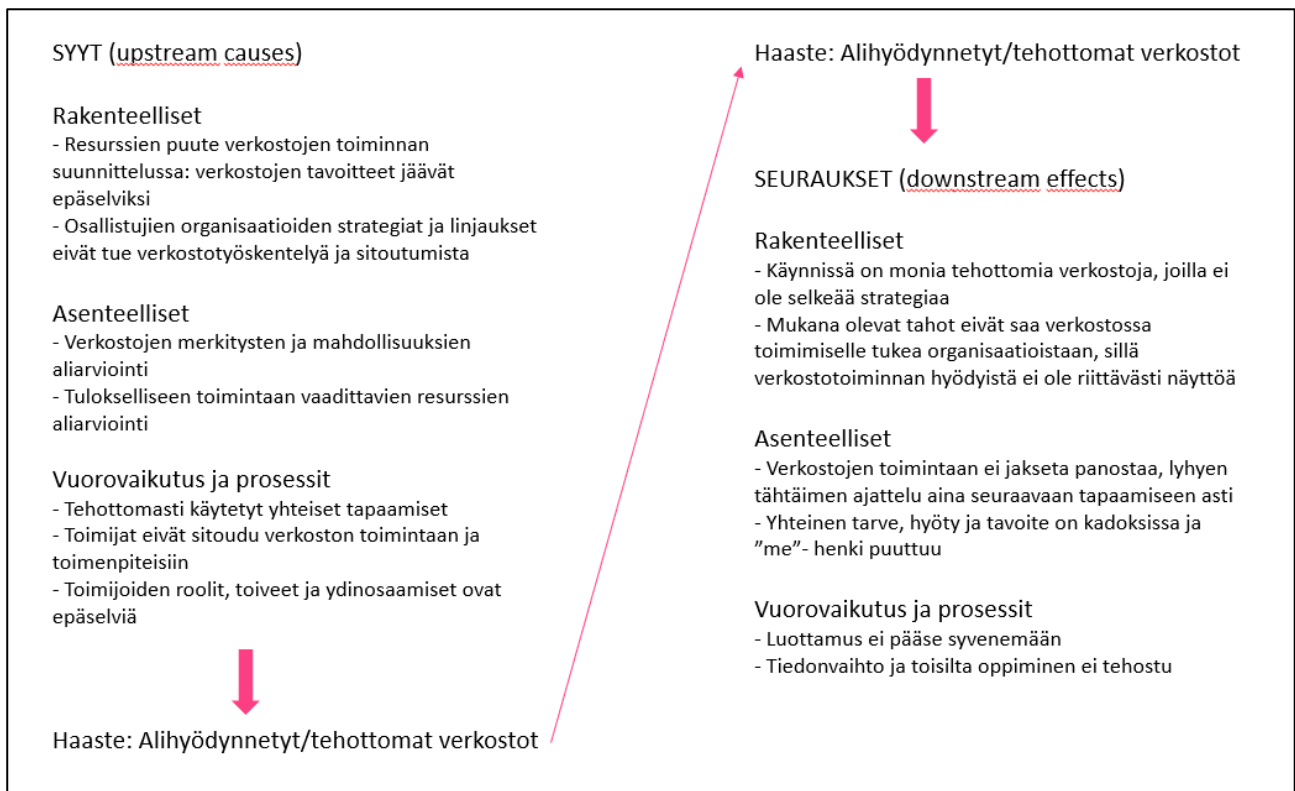 SYYT (upstream causes)
Rakenteelliset
- Resurssien puute verkostojen toiminnan
suunnittelussa: verkostojen tavoitteet jäävät
epäselviksi
- Osallistujien organisaatioiden strategiat ja linjaukset
eivät tue verkostotyöskentelyä ja sitoutumista
Asenteelliset
- Verkostojen merkitysten ja mahdollisuuksien
aliarviointi
- Tulokselliseen toimintaan vaadittavien resurssien
aliarviointi
Vuorovaikutus ja prosessit
- Tehottomasti käytetyt yhteiset tapaamiset
- Toimijat eivät sitoudu verkoston toimintaan ja
toimenpiteisiin
- Toimijoiden roolit, toiveet ja ydinosaamiset ovat
epäselviä
Haaste: Alihyödynnetyt/tehottomat verkostot
Haaste: Alihyödynnetyt/tehottomat verkostot
SEURAUKSET (downstream effects)
Rakenteelliset
- Käynnissä on monia tehottomia verkostoja, joilla ei
ole selkeää strategiaa
- Mukana olevat tahot eivät saa verkostossa
toimimiselle tukea organisaatioistaan, sillä
verkostotoiminnan hyödyistä ei ole riittävästi näyttöä
Asenteelliset
- Verkostojen toimintaan ei jakseta panostaa, lyhyen
tähtäimen ajattelu aina seuraavaan tapaamiseen asti
- Yhteinen tarve, hyöty ja tavoite on kadoksissa ja
”me”- henki puuttuu
Vuorovaikutus ja prosessit
- Luottamus ei pääse syvenemään
- Tiedonvaihto ja toisilta oppiminen ei tehostu